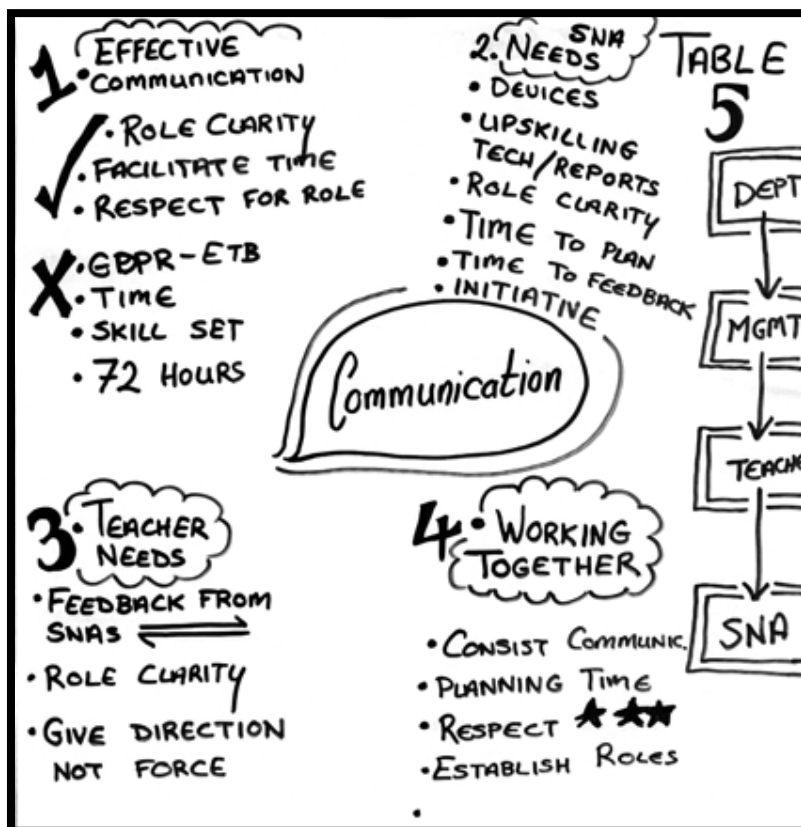 1. EFFECTIVE
COMMUNICATION
• ROLE CLARITY
• FACILITATE TIME
• RESPECT FOR ROLE
X • GDPR-ETB
• TIME
• SKILL SET
• 72 HOURS
2. SNA
NEEDS
• DEVICES
• UPSKILLING
TECH/REPORTS
• ROLE CLARITY
• TIME TO PLAN
• TIME TO FEEDBACK
• INITIATIVE
TABLE
5
DEPT
MGMT
TEACHE
SNA
Communication
3. TEACHER
NEEDS
• FEEDBACK FROM
SNAS
• ROLE CLARITY
• GIVE DIRECTION
NOT FORCE
4. WORKING
TOGETHER
• CONSIST COMMUNIC.
• PLANNING TIME
• RESPECT ★ ★★
• ESTABLISH ROLES